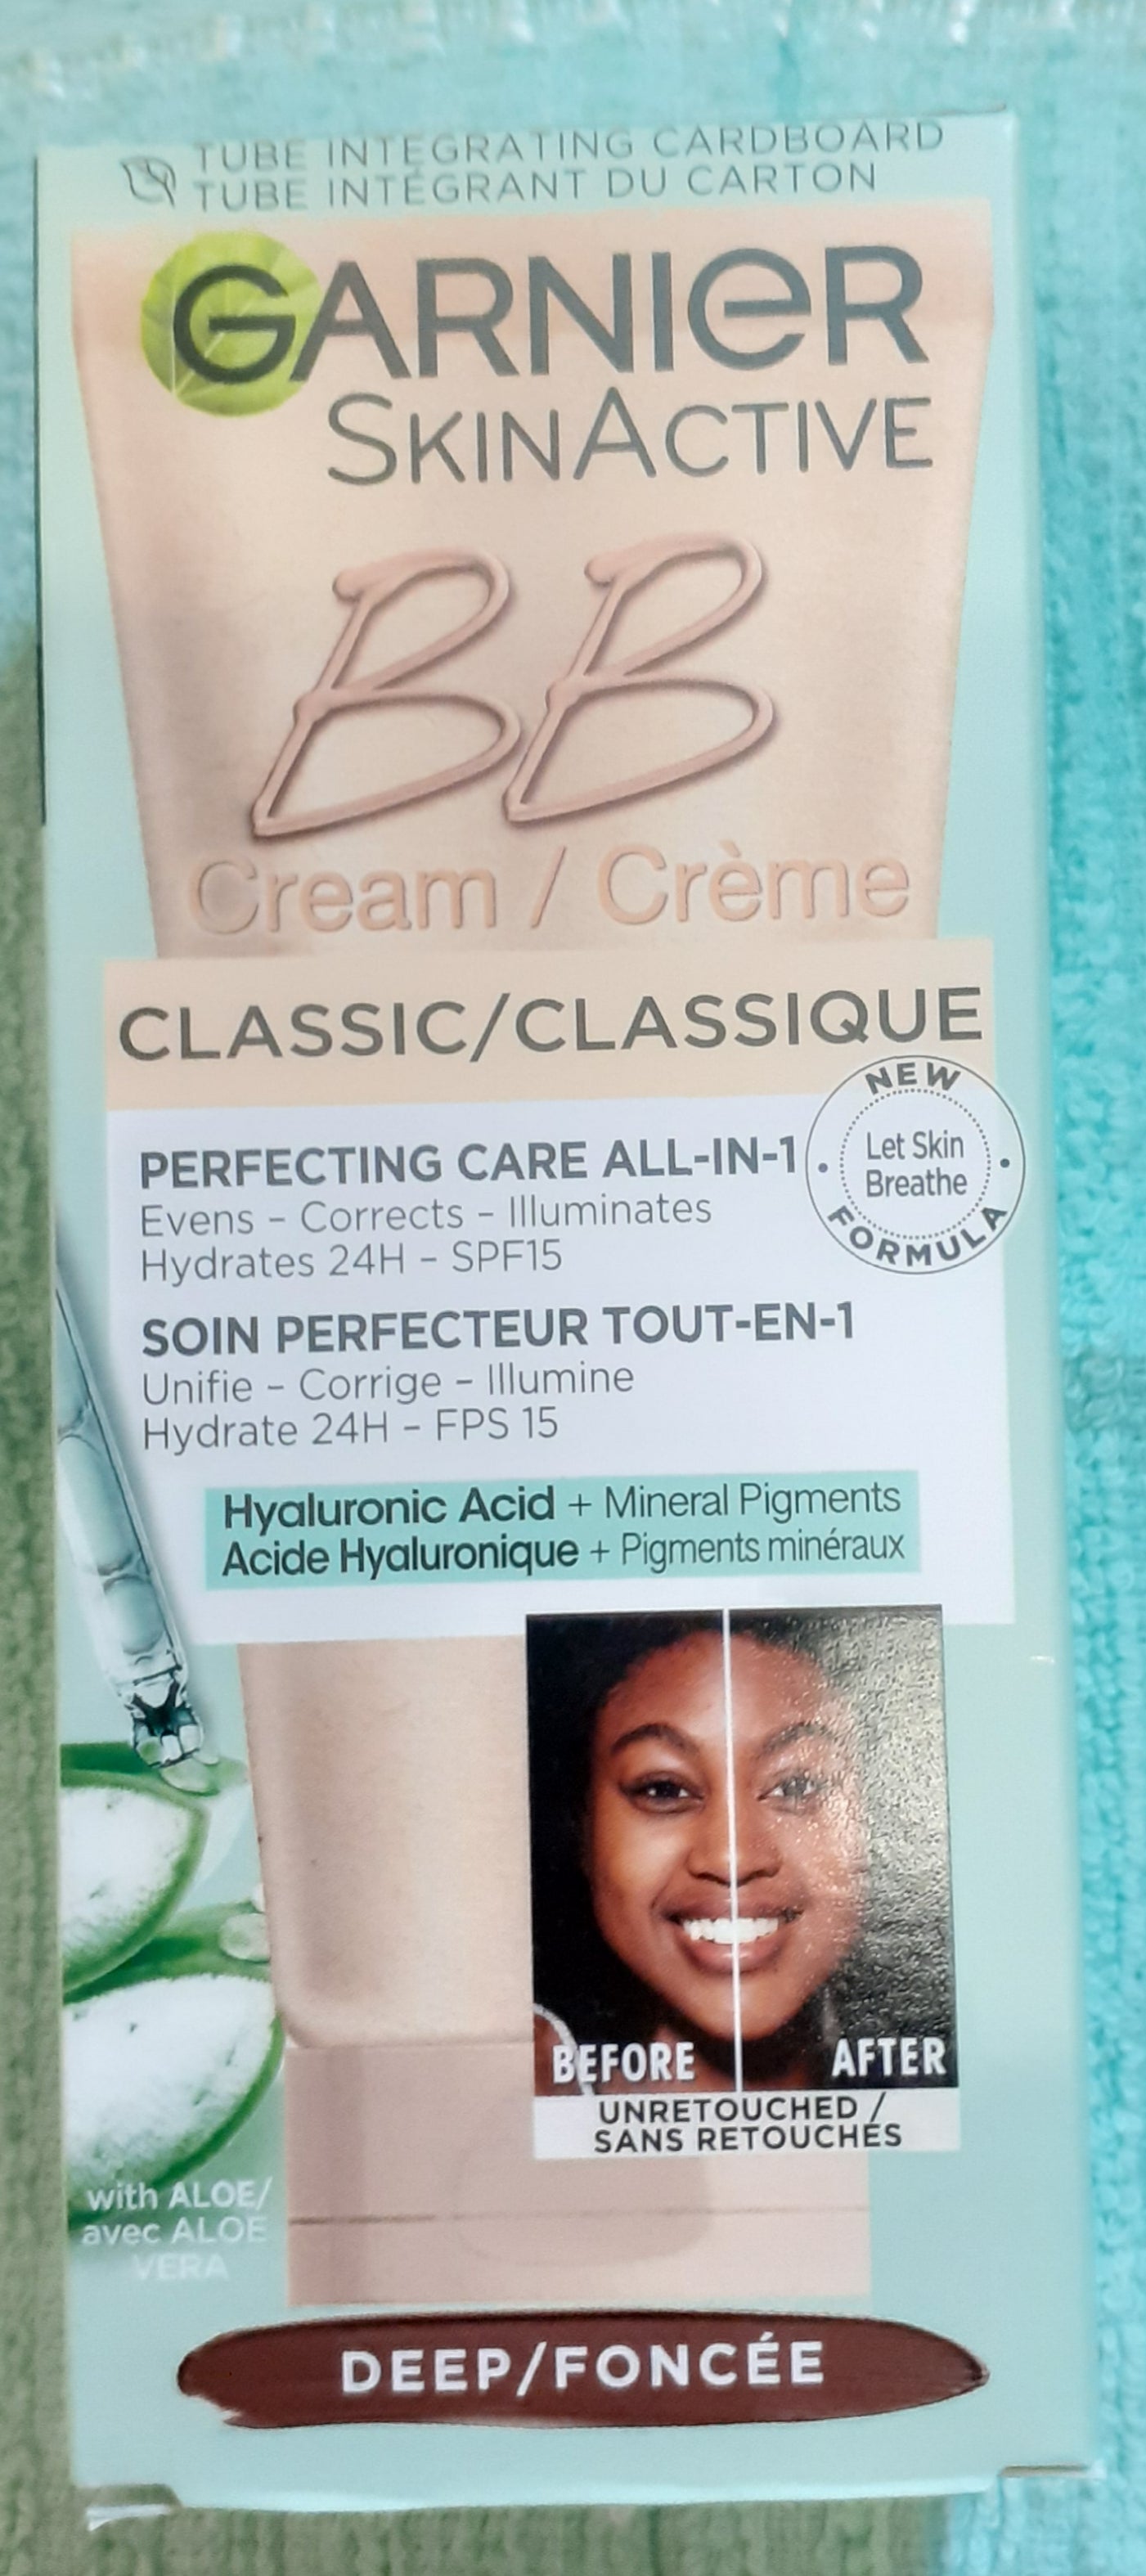 TUBE INTEGRATING CARDBOARD
TUBE INTÉGRANT DU CARTON
GARNIER
SKINACTIVE
BB
Cream / Crème
CLASSIC/CLASSIQUE
NEW
Let Skin
Breathe
FORMULA
PERFECTING CARE ALL-IN-1
Evens - Corrects - Illuminates
Hydrates 24H - SPF15
SOIN PERFECTEUR TOUT-EN-1
Unifie - Corrige - Illumine
Hydrate 24H - FPS 15
Hyaluronic Acid + Mineral Pigments
Acide Hyaluronique + Pigments minéraux
BEFORE AFTER
UNRETOUCHED /
SANS RETOUCHES
with ALOE/
avec ALOE
VERA
DEEP/FONCÉE